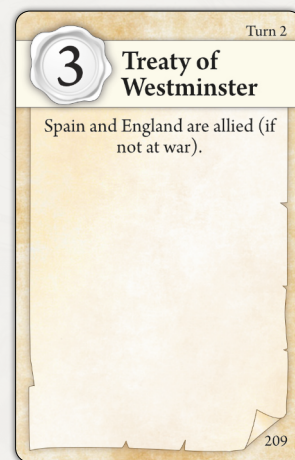 Turn 2
3
Treaty of
Westminster
Spain and England are allied (if
not at war).
209